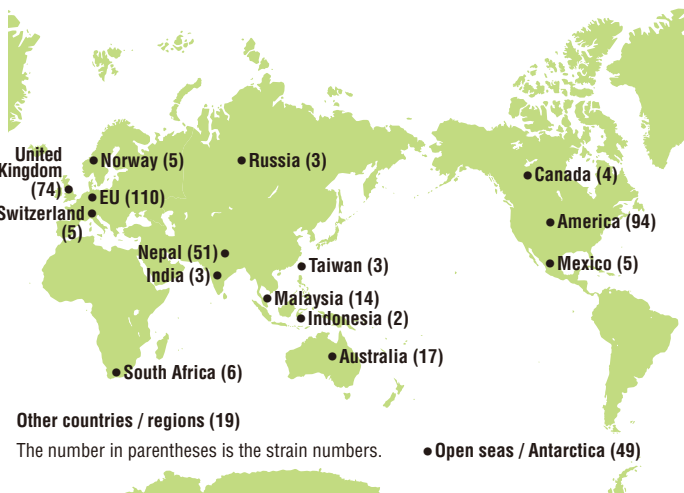 United
Kingdom
(74)
Norway (5)
EU (110)
Switzerland
(5)
Russia (3)
Nepal (51)
India (3)
Taiwan (3)
Malaysia (14)
Indonesia (2)
Australia (17)
South Africa (6)
Canada (4)
America (94)
Mexico (5)
Other countries / regions (19)
The number in parentheses is the strain numbers.
Open seas / Antarctica (49)